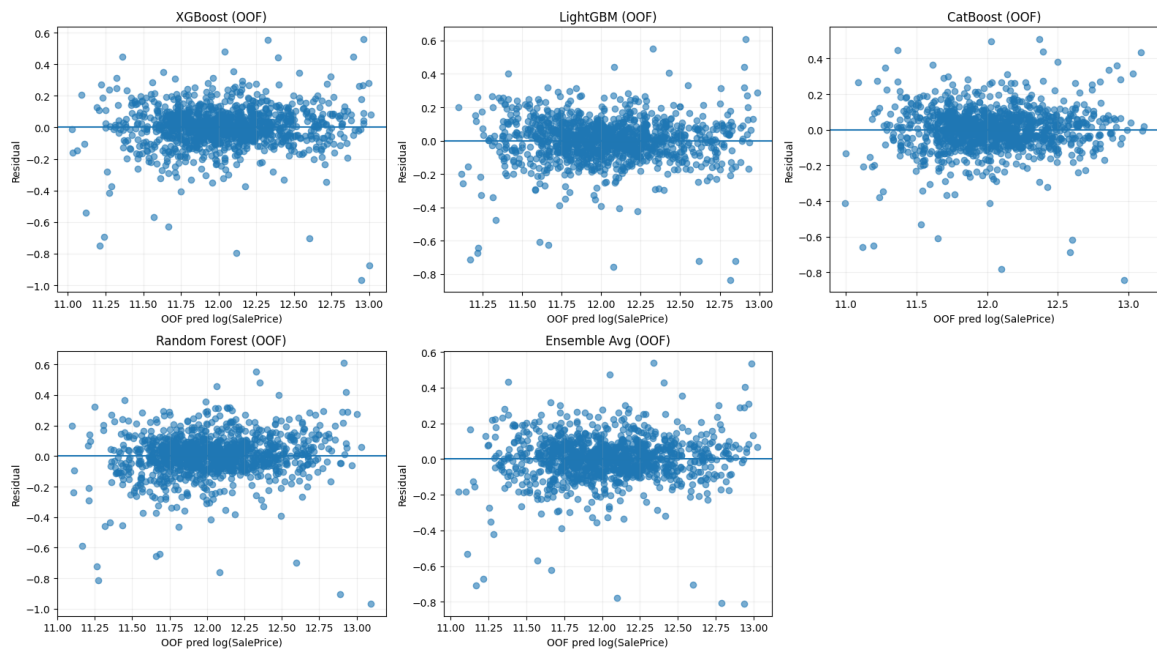 XGBoost (OOF)
0.6
0.4
0.2
0.0
−0.2
−0.4
−0.6
−0.8
−1.0
Residual
11.00 11.25 11.50 11.75 12.00 12.25 12.50 12.75 13.00
OOF pred log(SalePrice)
LightGBM (OOF)
0.6
0.4
0.2
0.0
−0.2
−0.4
−0.6
−0.8
Residual
11.25 11.50 11.75 12.00 12.25 12.50 12.75 13.00
OOF pred log(SalePrice)
CatBoost (OOF)
0.4
0.2
0.0
−0.2
−0.4
−0.6
−0.8
Residual
11.0 11.5 12.0 12.5 13.0
OOF pred log(SalePrice)
Random Forest (OOF)
0.6
0.4
0.2
0.0
−0.2
−0.4
−0.6
−0.8
−1.0
Residual
11.00 11.25 11.50 11.75 12.00 12.25 12.50 12.75 13.00
OOF pred log(SalePrice)
Ensemble Avg (OOF)
0.6
0.4
0.2
0.0
−0.2
−0.4
−0.6
−0.8
Residual
11.00 11.25 11.50 11.75 12.00 12.25 12.50 12.75 13.00
OOF pred log(SalePrice)